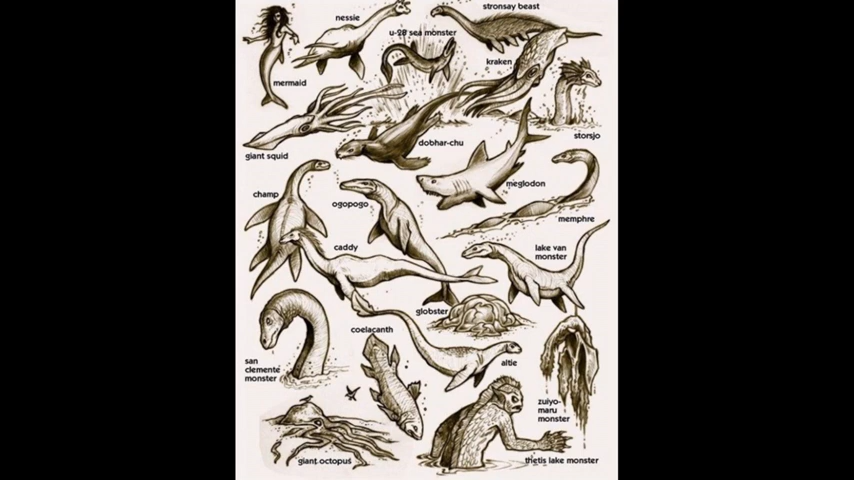 stronsay beast
nessie
u-28 sea monster
kraken
mermaid
storsjo
dobhar-chu
giant squid
meglodon
champ
ogopogo
memphre
caddy
lake van
monster
globster
coelacanth
altie
san
clemente
monster
zuiyo-
maru
monster
giant octopus
thetis lake monster